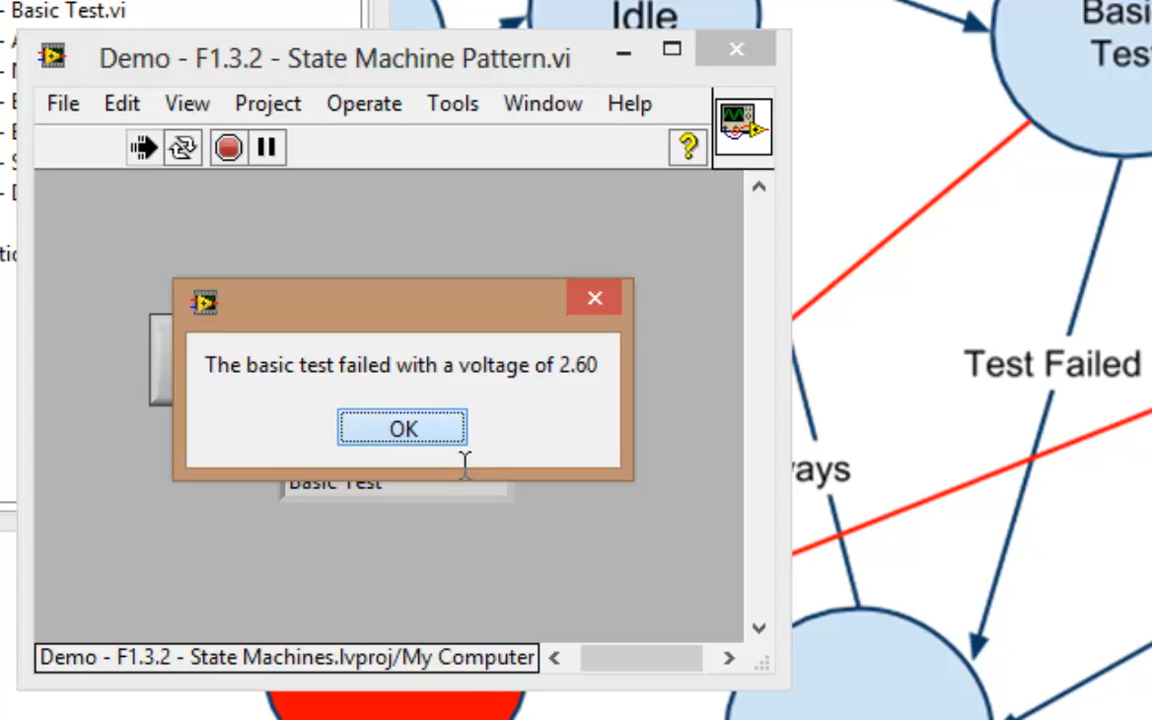 - Basic Test.vi
Idle
Test
Demo - F1.3.2 - State Machine Pattern.vi
File Edit View Project Operate Tools Window Help
The basic test failed with a voltage of 2.60
OK
Test Failed
Basic Test
Demo - F1.3.2 - State Machines.lvproj/My Computer